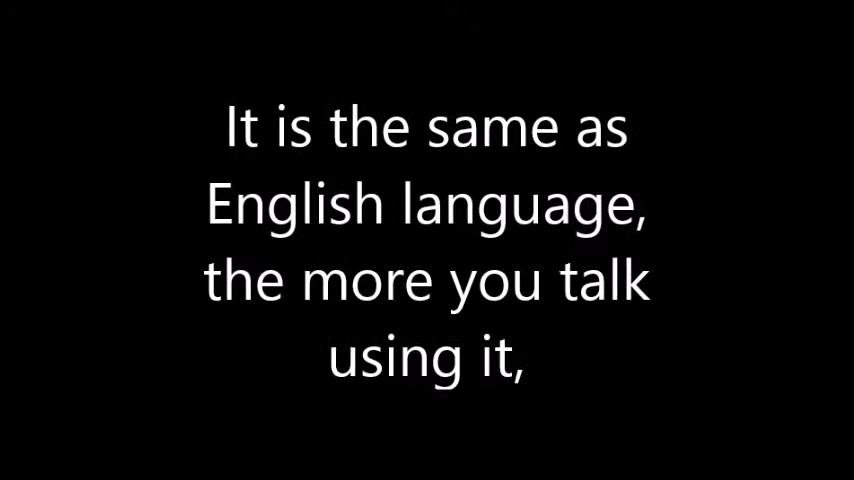 It is the same as
English language,
the more you talk
using it,